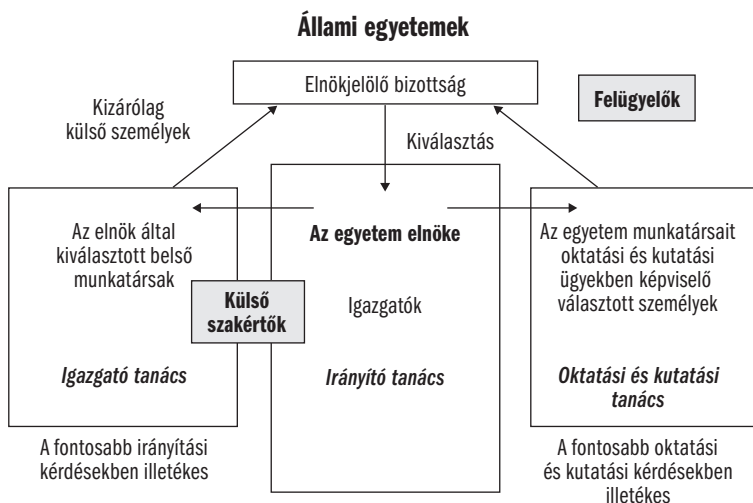 Állami egyetemek
Elnökjelölő bizottság
Felügyelők
Kizárólag
külső személyek
Kiválasztás
Az elnök által
kiválasztott belső
munkatársak
Az egyetem elnöke
Az egyetem munkatársait
oktatási és kutatási
ügyekben képviselő
választott személyek
Külső
szakértők
Igazgatók
Igazgató tanács
Irányító tanács
Oktatási és kutatási
tanács
A fontosabb irányítási
kérdésekben illetékes
A fontosabb oktatási
és kutatási kérdésekben
illetékes